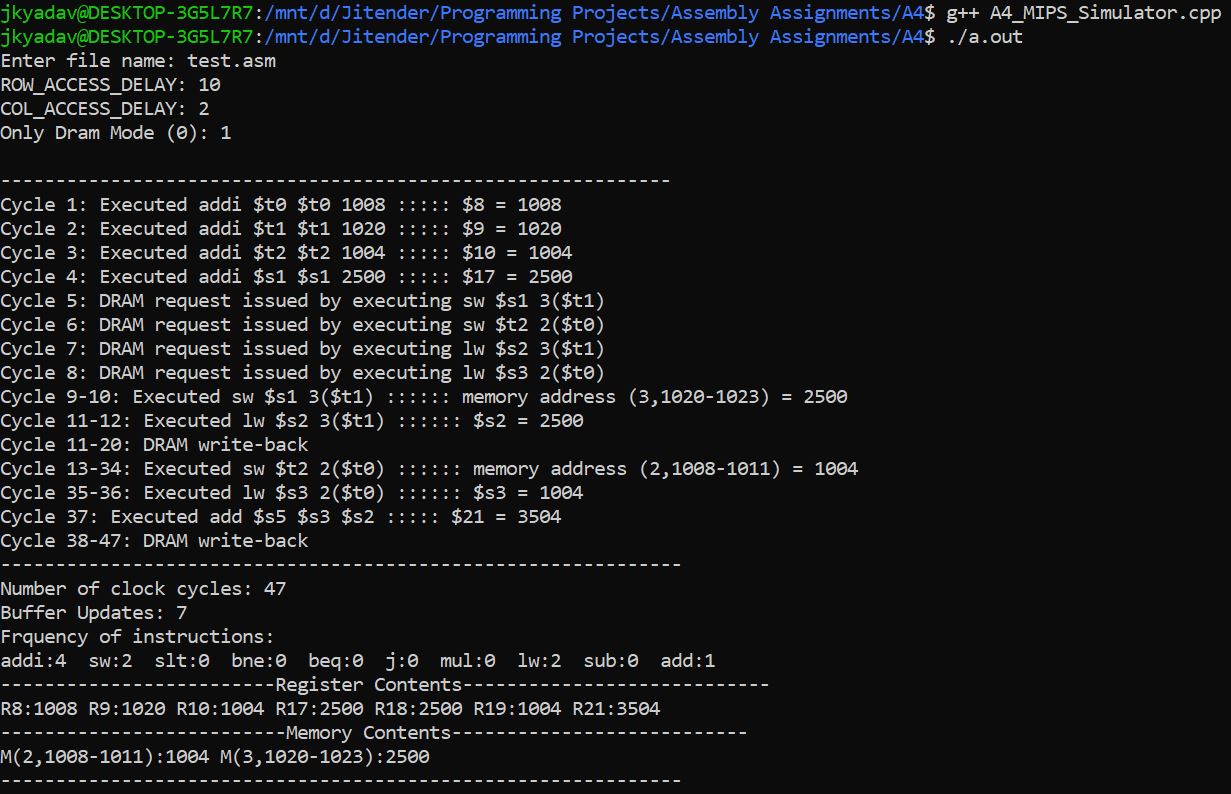 jkyadav@DESKTOP-3G5L7R7:/mnt/d/Jitender/Programming Projects/Assembly Assignments/A4$ g++ A4_MIPS_Simulator.cpp
jkyadav@DESKTOP-3G5L7R7:/mnt/d/Jitender/Programming Projects/Assembly Assignments/A4$ ./a.out
Enter file name: test.asm
ROW_ACCESS_DELAY: 10
COL_ACCESS_DELAY: 2
Only Dram Mode (0): 1

-------------------------------------------------------------
Cycle 1: Executed addi $t0 $t0 1008 ::::: $8 = 1008
Cycle 2: Executed addi $t1 $t1 1020 ::::: $9 = 1020
Cycle 3: Executed addi $t2 $t2 1004 ::::: $10 = 1004
Cycle 4: Executed addi $s1 $s1 2500 ::::: $17 = 2500
Cycle 5: DRAM request issued by executing sw $s1 3($t1)
Cycle 6: DRAM request issued by executing sw $t2 2($t0)
Cycle 7: DRAM request issued by executing lw $s2 3($t1)
Cycle 8: DRAM request issued by executing lw $s3 2($t0)
Cycle 9-10: Executed sw $s1 3($t1) :::::: memory address (3,1020-1023) = 2500
Cycle 11-12: Executed lw $s2 3($t1) :::::: $s2 = 2500
Cycle 11-20: DRAM write-back
Cycle 13-34: Executed sw $t2 2($t0) :::::: memory address (2,1008-1011) = 1004
Cycle 35-36: Executed lw $s3 2($t0) :::::: $s3 = 1004
Cycle 37: Executed add $s5 $s3 $s2 ::::: $21 = 3504
Cycle 38-47: DRAM write-back
--------------------------------------------------------------
Number of clock cycles: 47
Buffer Updates: 7
Frquency of instructions:
addi:4  sw:2  slt:0  bne:0  beq:0  j:0  mul:0  lw:2  sub:0  add:1
-------------------------Register Contents----------------------------
R8:1008 R9:1020 R10:1004 R17:2500 R18:2500 R19:1004 R21:3504
--------------------------Memory Contents---------------------------
M(2,1008-1011):1004 M(3,1020-1023):2500
--------------------------------------------------------------